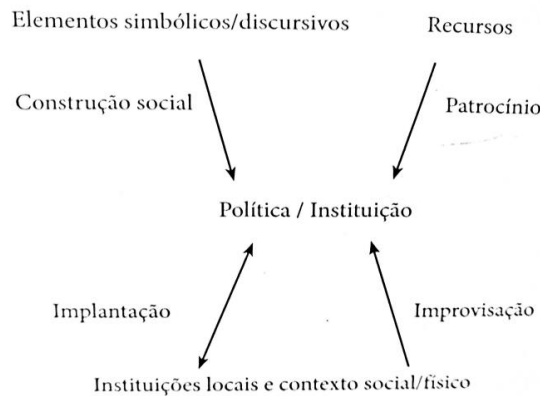 Elementos simbólicos/discursivos
Recursos
Construção social
Patrocínio
Política / Instituição
Implantação
Improvisação
Instituições locais e contexto social/físico